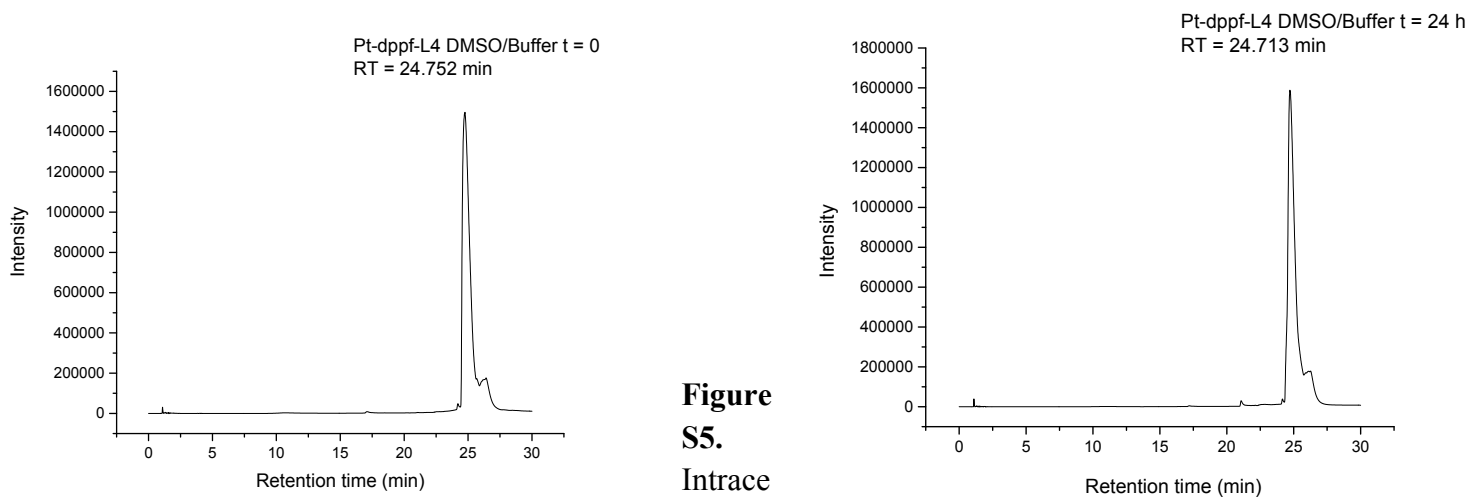 Pt-dppf-L4 DMSO/Buffer t = 0
RT = 24.752 min
1600000
1400000
1200000
1000000
800000
600000
400000
200000
0
Intensity
0 5 10 15 20 25 30
Retention time (min)
Figure
S5.
Intrace
Pt-dppf-L4 DMSO/Buffer t = 24 h
RT = 24.713 min
1800000
1600000
1400000
1200000
1000000
800000
600000
400000
200000
0
Intensity
0 5 10 15 20 25 30
Retention time (min)